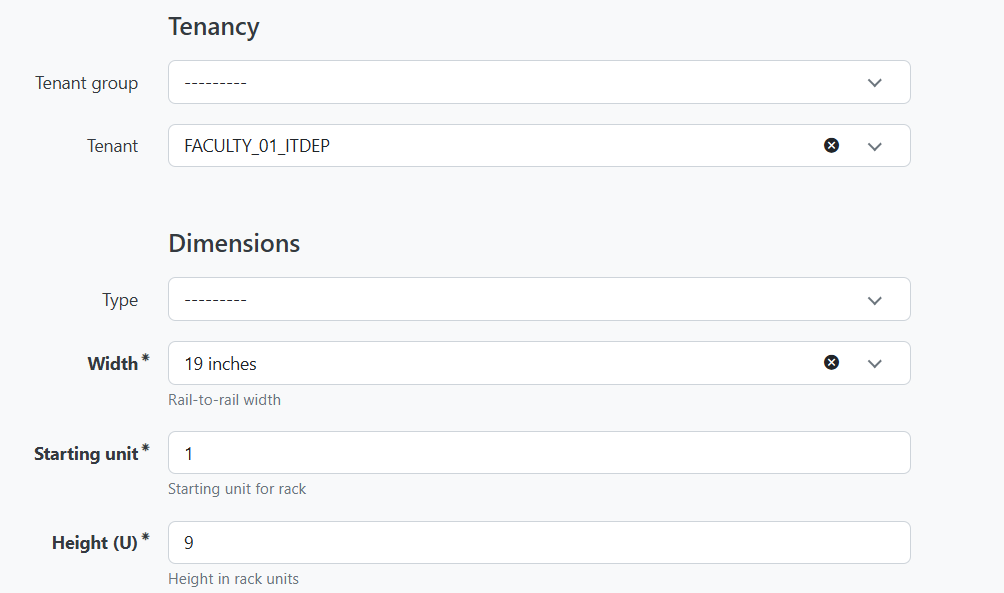 Tenancy
Tenant group ---------
Tenant FACULTY_01_ITDEP
Dimensions
Type ---------
Width * 19 inches
Rail-to-rail width
Starting unit * 1
Starting unit for rack
Height (U) * 9
Height in rack units